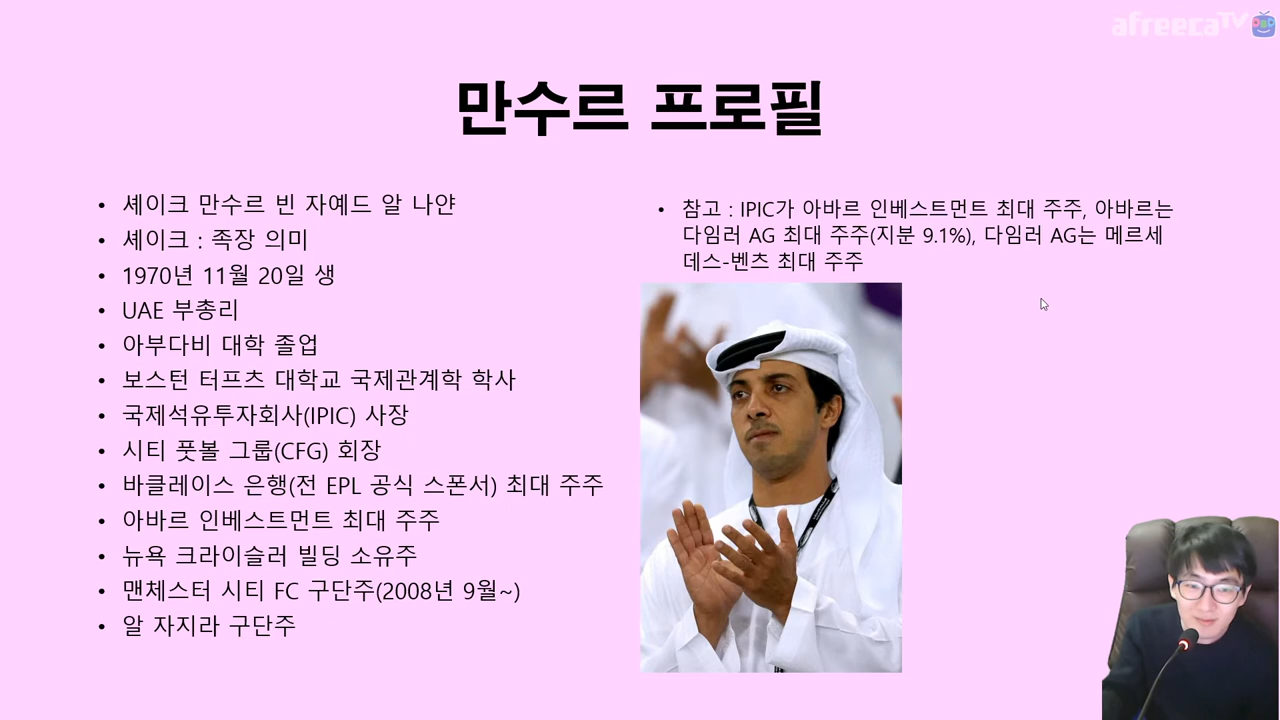 afreecaTV
만수르 프로필
• 셰이크 만수르 빈 자예드 알 나얀
• 셰이크 : 족장 의미
• 1970년 11월 20일 생
• UAE 부총리
• 아부다비 대학 졸업
• 보스턴 터프츠 대학교 국제관계학 학사
• 국제석유투자회사(IPIC) 사장
• 시티 풋볼 그룹(CFG) 회장
• 바클레이스 은행(전 EPL 공식 스폰서) 최대 주주
• 아바르 인베스트먼트 최대 주주
• 뉴욕 크라이슬러 빌딩 소유주
• 맨체스터 시티 FC 구단주(2008년 9월~)
• 알 자지라 구단주
• 참고 : IPIC가 아바르 인베스트먼트 최대 주주, 아바르는
다임러 AG 최대 주주(지분 9.1%), 다임러 AG는 메르세
데스-벤츠 최대 주주